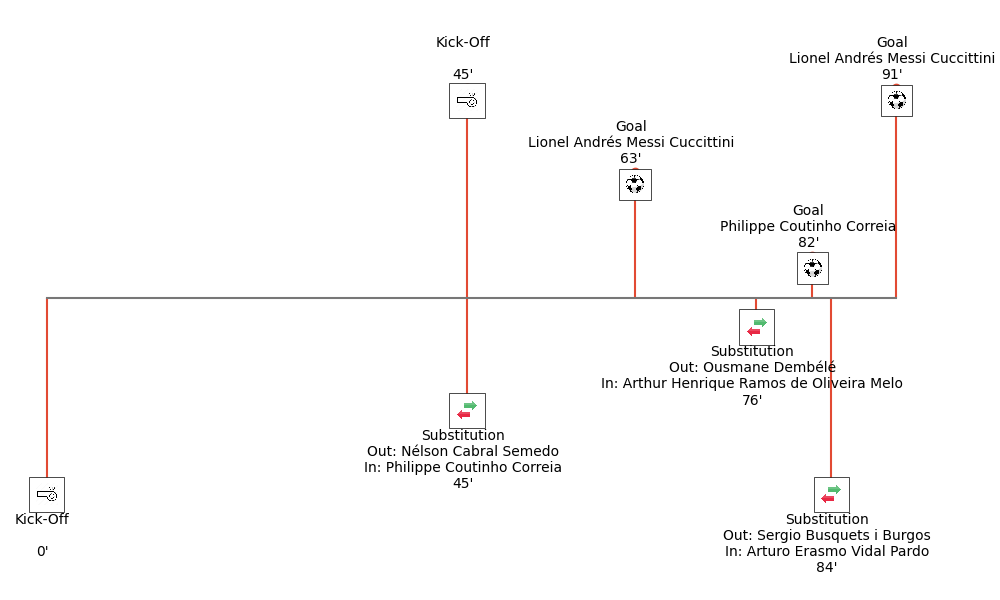 Kick-Off
45'
Goal
Lionel Andrés Messi Cuccittini
91'
Goal
Lionel Andrés Messi Cuccittini
63'
Goal
Philippe Coutinho Correia
82'
Substitution
Out: Ousmane Dembélé
In: Arthur Henrique Ramos de Oliveira Melo
76'
Substitution
Out: Nélson Cabral Semedo
In: Philippe Coutinho Correia
45'
Kick-Off
0'
Substitution
Out: Sergio Busquets i Burgos
In: Arturo Erasmo Vidal Pardo
84'